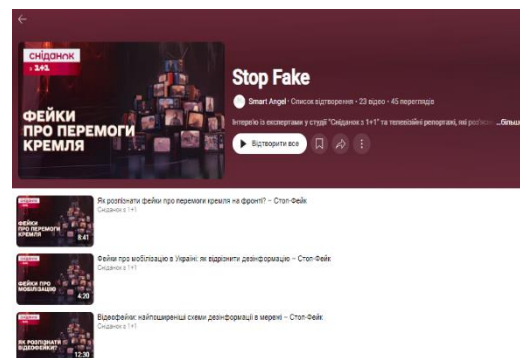 сніданок
з 1+1
ФЕЙКИ
ПРО ПЕРЕМОГИ
КРЕМЛЯ
Stop Fake
Smart Angel · Список відтворення · 23 відео · 45 переглядів
Інтерв'ю із експертами у студії "Сніданок з 1+1" та телевізійні репортажі, які роз'
...більше
Відтворити все
ФЕЙКИ
ПРО ПЕРЕМОГИ
КРЕМЛЯ
8:41
Як розпізнати фейки про перемоги кремля на фронті? – Стоп-Фейк
Сніданок з 1+1
ФЕЙКИ ПРО
МОБІЛІЗАЦІЮ
4:20
Фейки про мобілізацію в Україні: як відрізнити дезінформацію – Стоп-Фейк
Сніданок з 1+1
ЯК РОЗПІЗНАТИ
ВІДЕОФЕЙКИ?
12:30
Відеофейки: найпоширеніші схеми дезінформації в мережі – Стоп-Фейк
Сніданок з 1+1